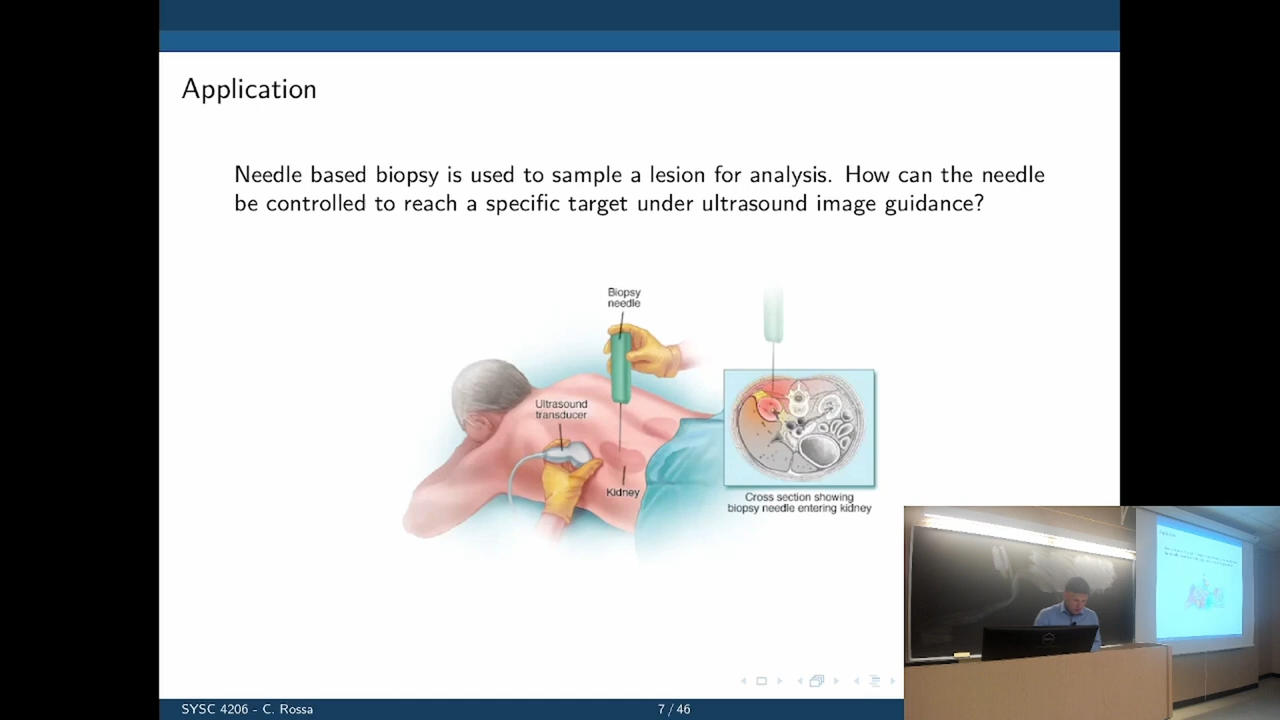 Application
Needle based biopsy is used to sample a lesion for analysis. How can the needle
be controlled to reach a specific target under ultrasound image guidance?
Biopsy
needle
Ultrasound
transducer
Kidney
Cross section showing
biopsy needle entering kidney
SYSC 4206 - C. Rossa
7 / 46